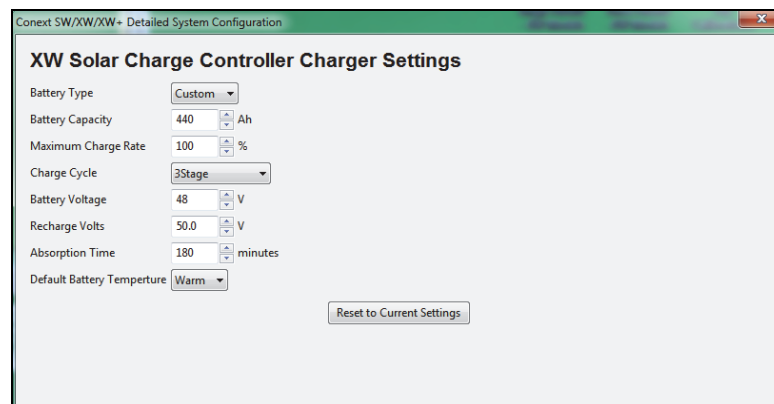 Conext SW/XW/XW+ Detailed System Configuration
XW Solar Charge Controller Charger Settings
Battery Type Custom
Battery Capacity 440 Ah
Maximum Charge Rate 100 %
Charge Cycle 3Stage
Battery Voltage 48 V
Recharge Volts 50.0 V
Absorption Time 180 minutes
Default Battery Temperture Warm
Reset to Current Settings